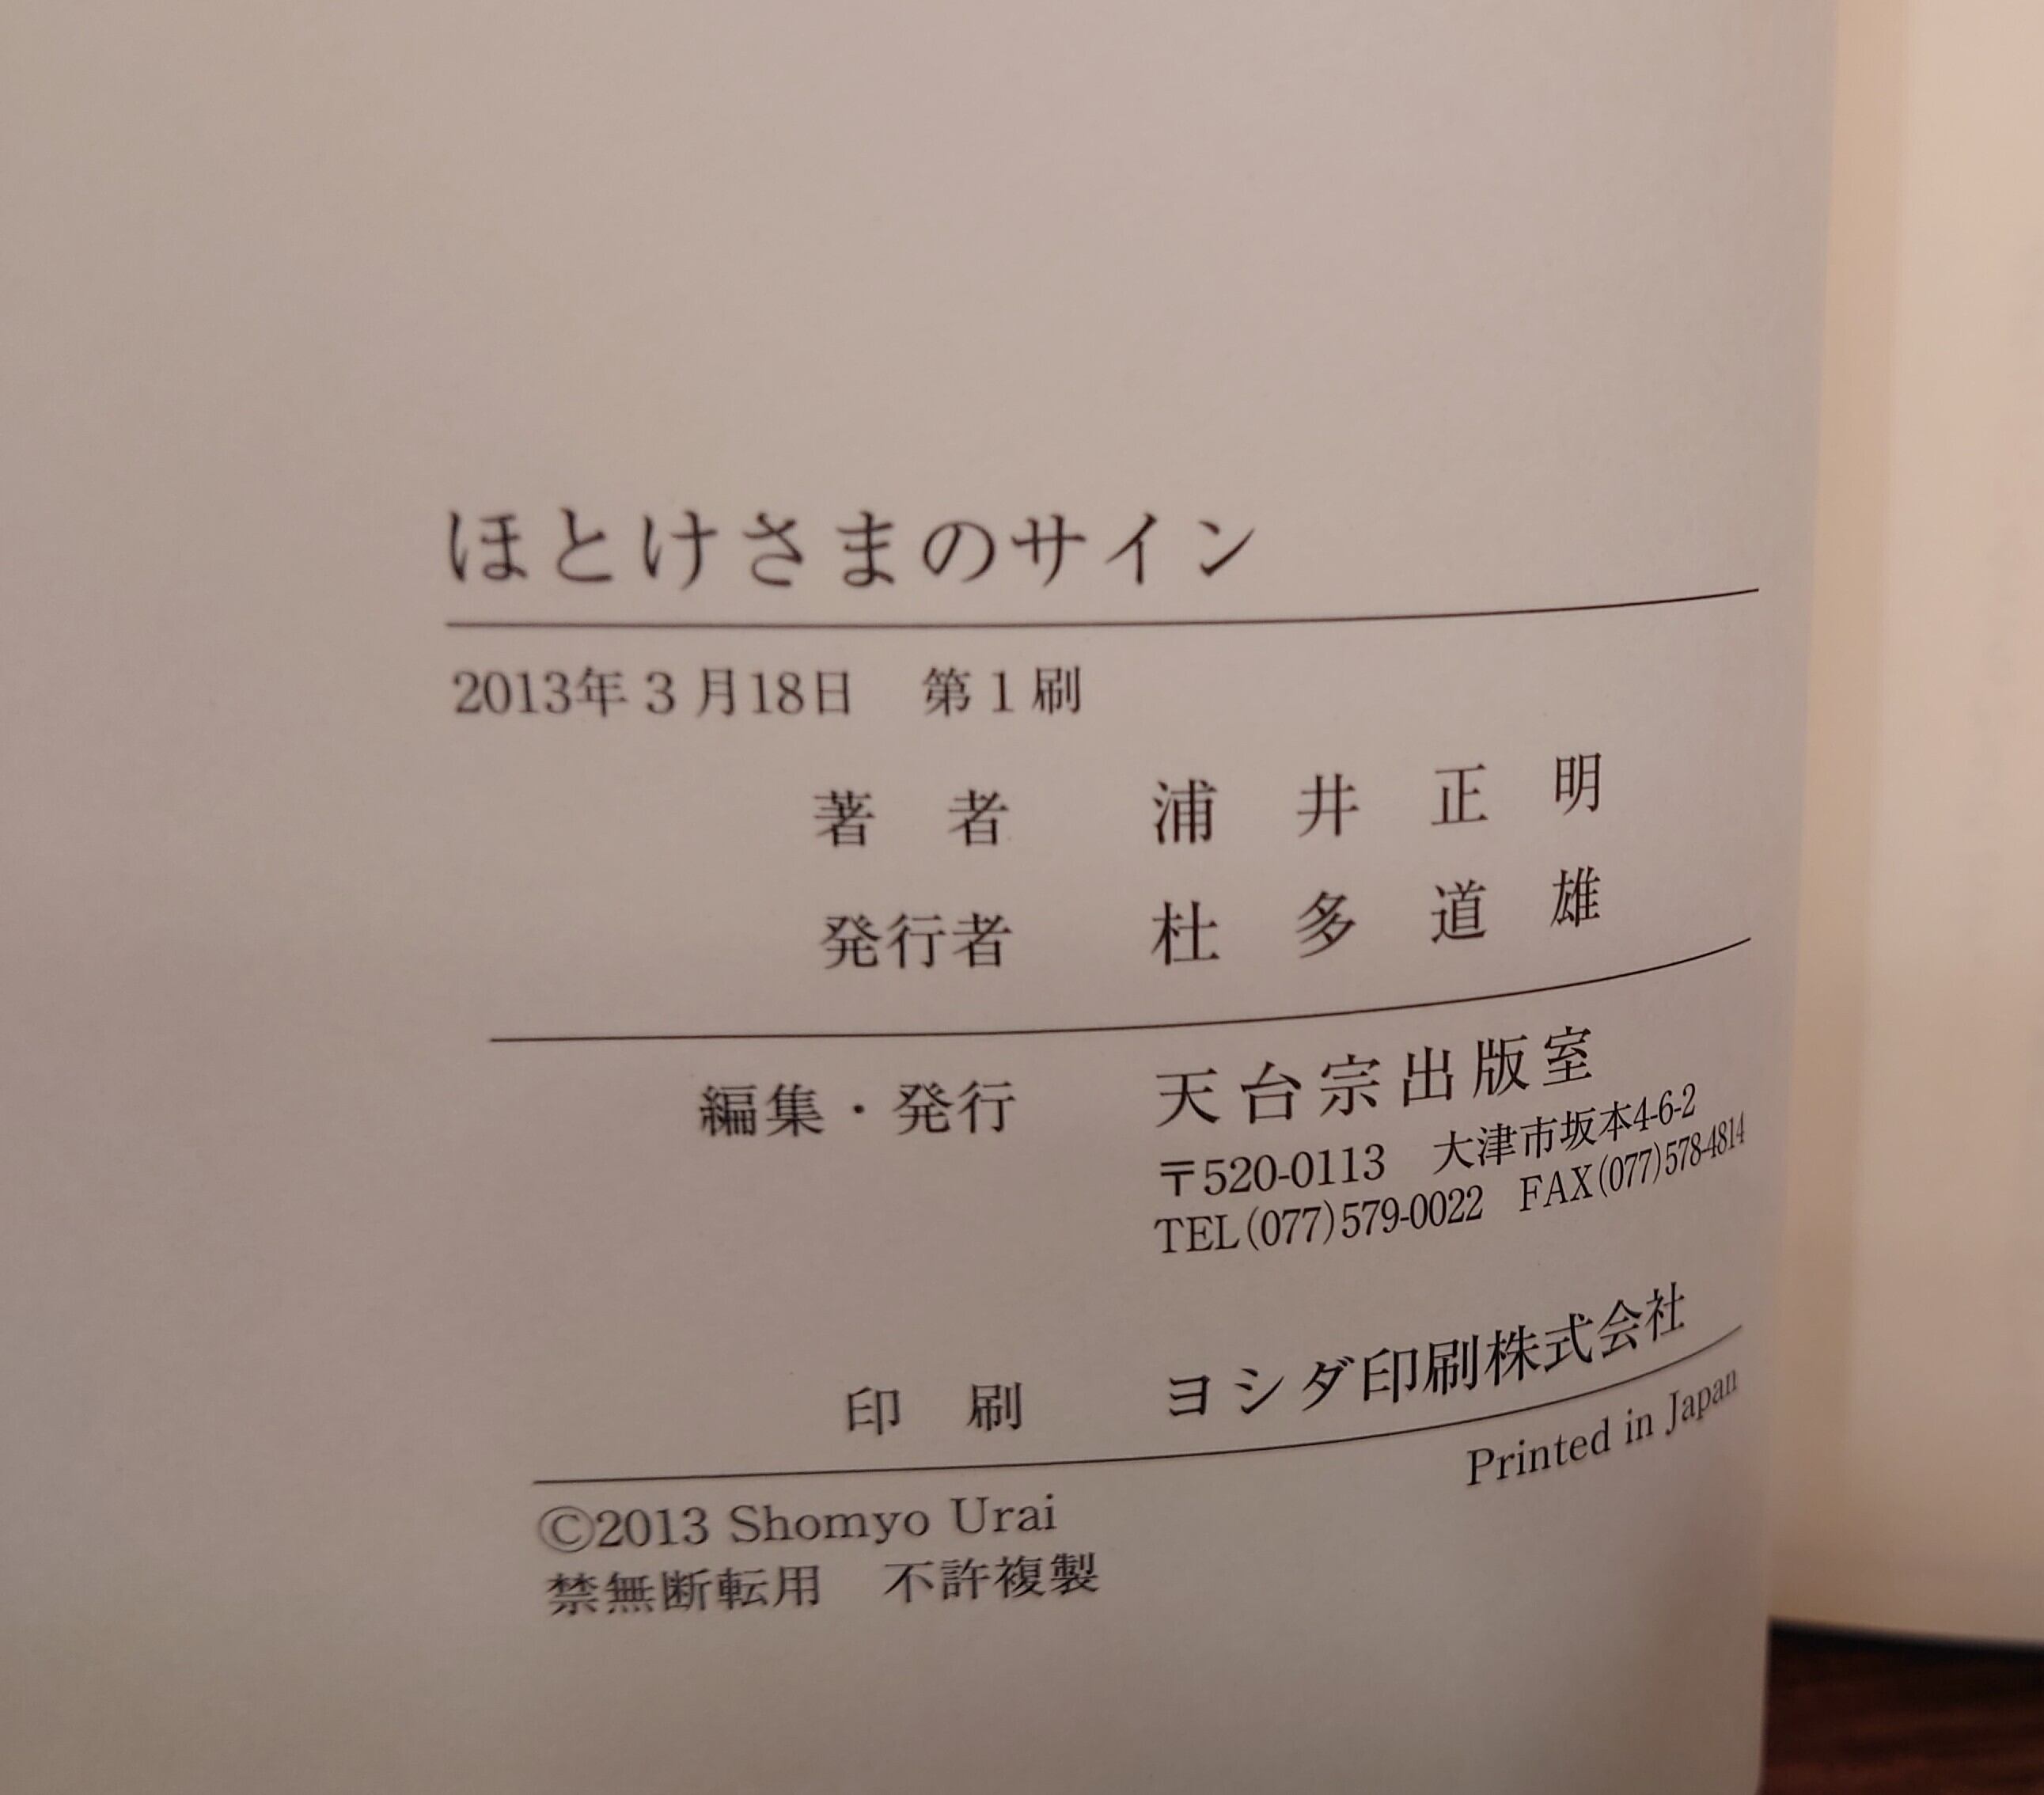 ほとけさまのサイン
2013年3月18日　第1刷
著　者　浦井正明
発行者　杜多道雄
編集・発行　天台宗出版室
〒520-0113　大津市坂本4-6-2
TEL(077)579-0022　FAX(077)578-4814
印　刷　ヨシダ印刷株式会社
Printed in Japan
©2013 Shomyo Urai
禁無断転用　不許複製